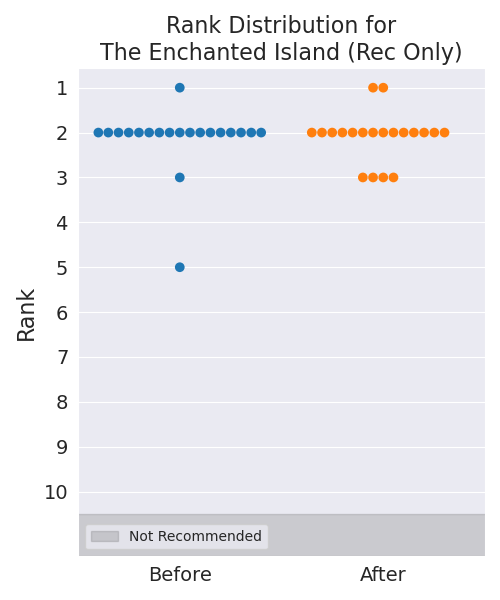 Rank Distribution for
The Enchanted Island (Rec Only)
Rank
1
2
3
4
5
6
7
8
9
10
Not Recommended
Before
After